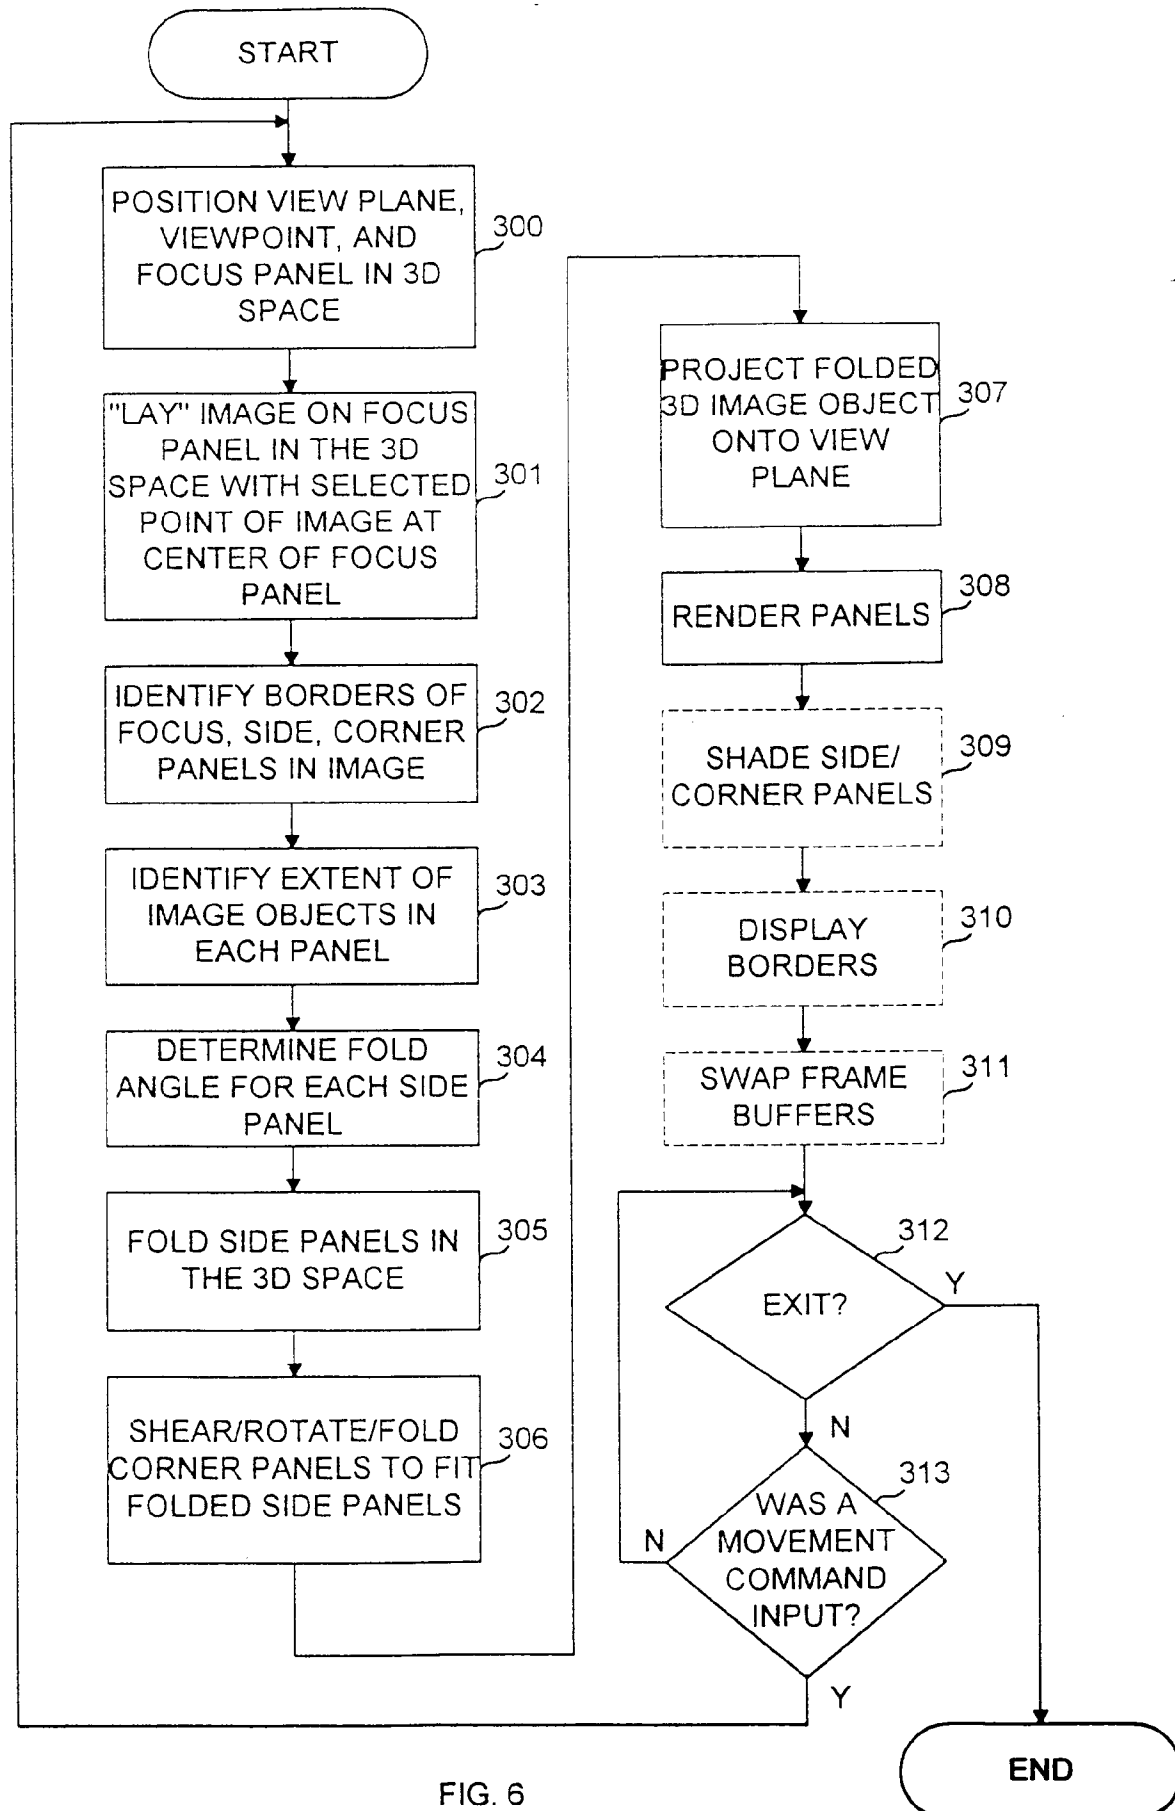 START
POSITION VIEW PLANE,
VIEWPOINT, AND
FOCUS PANEL IN 3D
SPACE
300
"LAY" IMAGE ON FOCUS
PANEL IN THE 3D
SPACE WITH SELECTED
POINT OF IMAGE AT
CENTER OF FOCUS
PANEL
301
IDENTIFY BORDERS OF
FOCUS, SIDE, CORNER
PANELS IN IMAGE
302
IDENTIFY EXTENT OF
IMAGE OBJECTS IN
EACH PANEL
303
DETERMINE FOLD
ANGLE FOR EACH SIDE
PANEL
304
FOLD SIDE PANELS IN
THE 3D SPACE
305
SHEAR/ROTATE/FOLD
CORNER PANELS TO FIT
FOLDED SIDE PANELS
306
PROJECT FOLDED
3D IMAGE OBJECT
ONTO VIEW
PLANE
307
RENDER PANELS
308
SHADE SIDE/
CORNER PANELS
309
DISPLAY
BORDERS
310
SWAP FRAME
BUFFERS
311
EXIT?
312
Y
N
WAS A
MOVEMENT
COMMAND
INPUT?
313
N
Y
END
FIG. 6